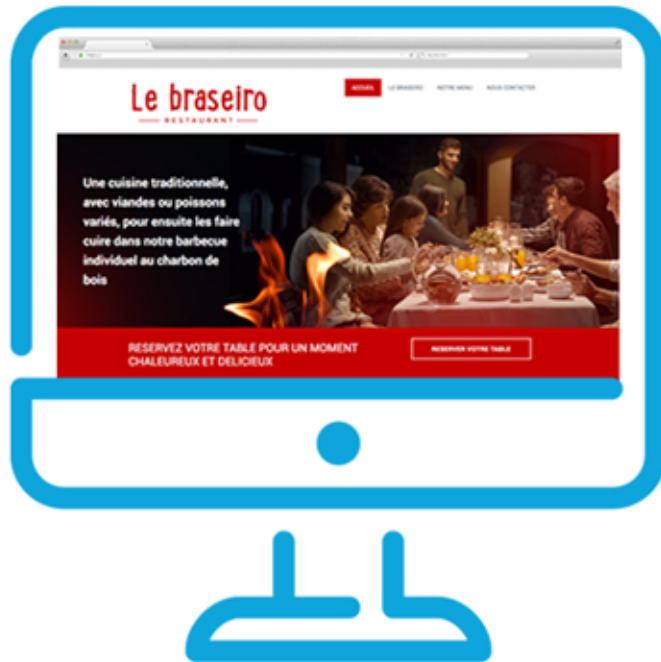 Le braseiro
RESTAURANT
ACCUEIL LE BRASEIRO NOTRE MENU NOUS CONTACTER
Une cuisine traditionnelle,
avec viandes ou poissons
variés, pour ensuite les faire
cuire dans notre barbecue
individuel au charbon de
bois
RESERVEZ VOTRE TABLE POUR UN MOMENT
CHALEUREUX ET DELICIEUX
RESERVER VOTRE TABLE